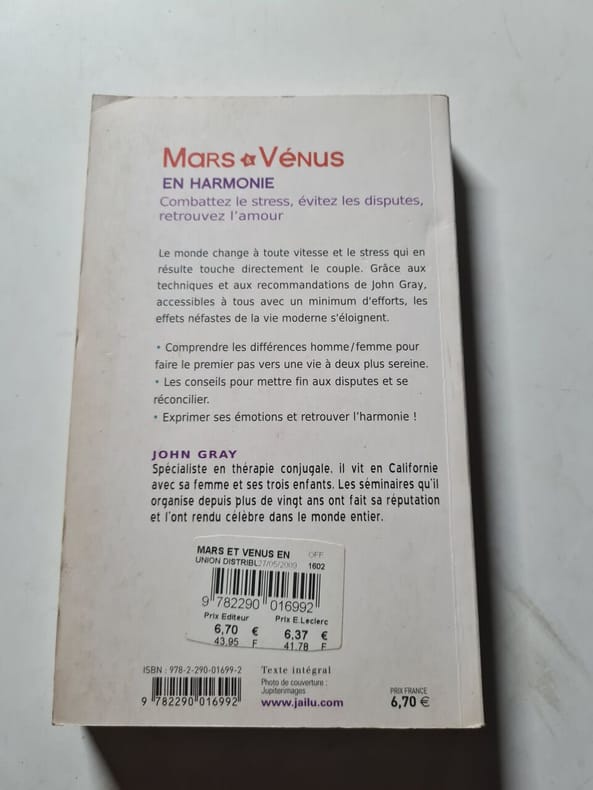 Mars & Vénus
EN HARMONIE
Combattez le stress, évitez les disputes,
retrouvez l'amour
Le monde change à toute vitesse et le stress qui en
résulte touche directement le couple. Grâce aux
techniques et aux recommandations de John Gray,
accessibles à tous avec un minimum d'efforts, les
effets néfastes de la vie moderne s'éloignent.
• Comprendre les différences homme/femme pour
faire le premier pas vers une vie à deux plus sereine.
• Les conseils pour mettre fin aux disputes et se
réconcilier.
• Exprimer ses émotions et retrouver l'harmonie !
JOHN GRAY
Spécialiste en thérapie conjugale, il vit en Californie
avec sa femme et ses trois enfants. Les séminaires qu'il
organise depuis plus de vingt ans ont fait sa réputation
et l'ont rendu célèbre dans le monde entier.
MARS ET VENUS EN OFF
UNION DISTRIBL27/05/2009 1602
9 782290 016992
Prix Editeur Prix E.Leclerc
6,70 € 6,37 €
43.95 F 41.78 F
ISBN : 978-2-290-01699-2 Texte intégral
Photo de couverture :
Jupiterimages
9 782290 016992 www.jailu.com
PRIX FRANCE
6,70 €